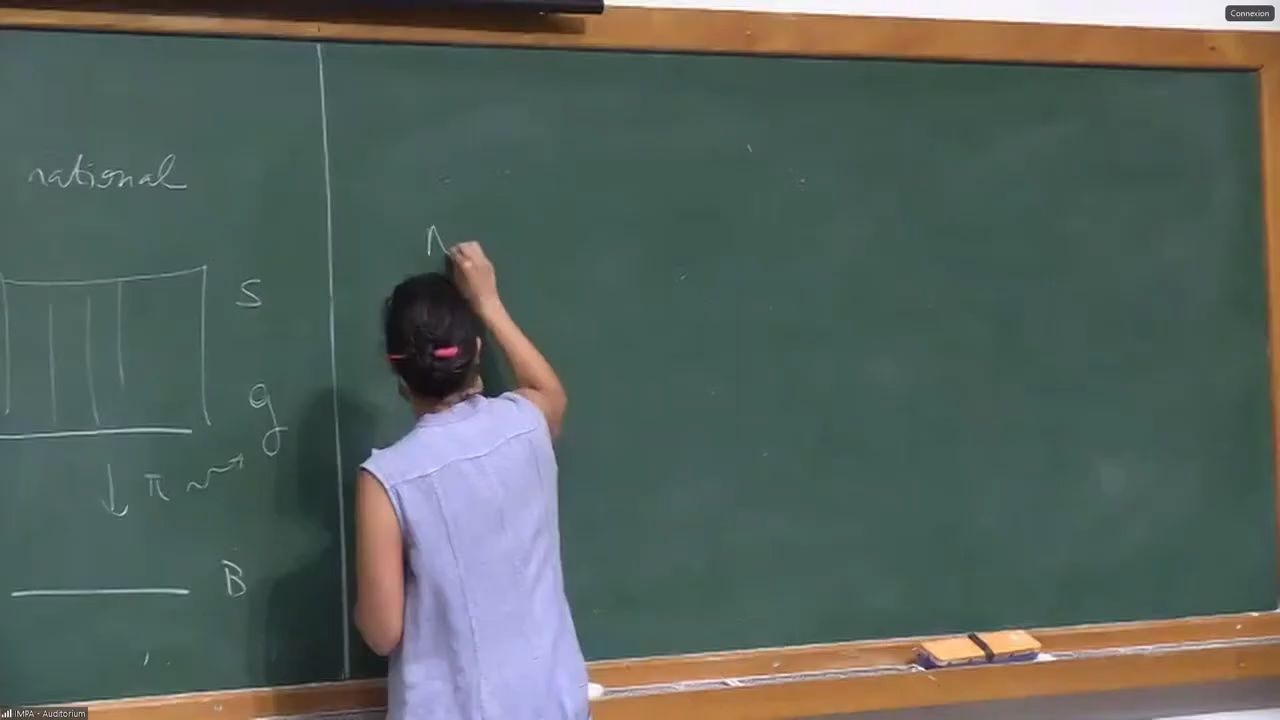 Connexion
rational
S
g
π
B
N
IMPA - Auditorium